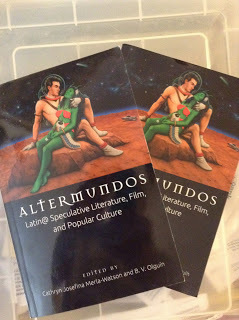 ALTERMUNDOS
Latin@ Speculative Literature, Film,
and Popular Culture
EDITED BY
Cathryn Josefina Merla-Watson and B. V. Olguín
MUNDOS
Literature, Film,
Culture